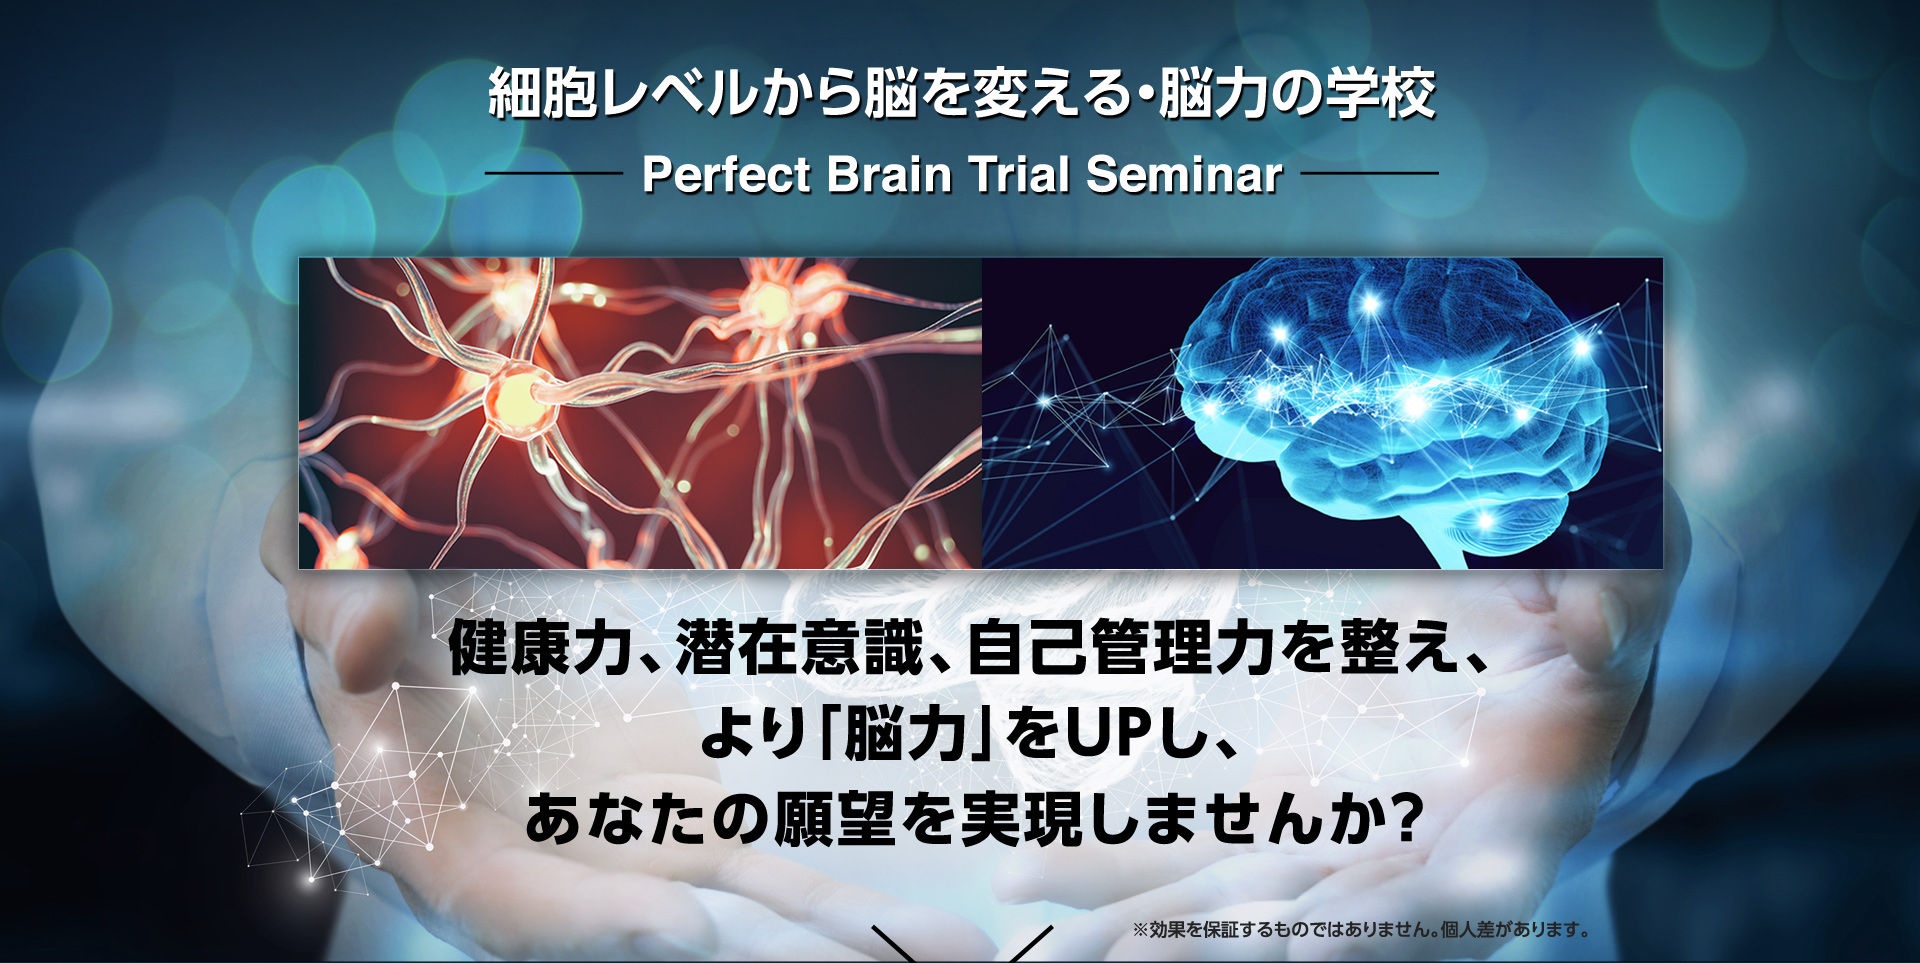 細胞レベルから脳を変える・脳力の学校
Perfect Brain Trial Seminar
健康力、潜在意識、自己管理力を整え、
より「脳力」をUPし、
あなたの願望を実現しませんか?
※効果を保証するものではありません。個人差があります。